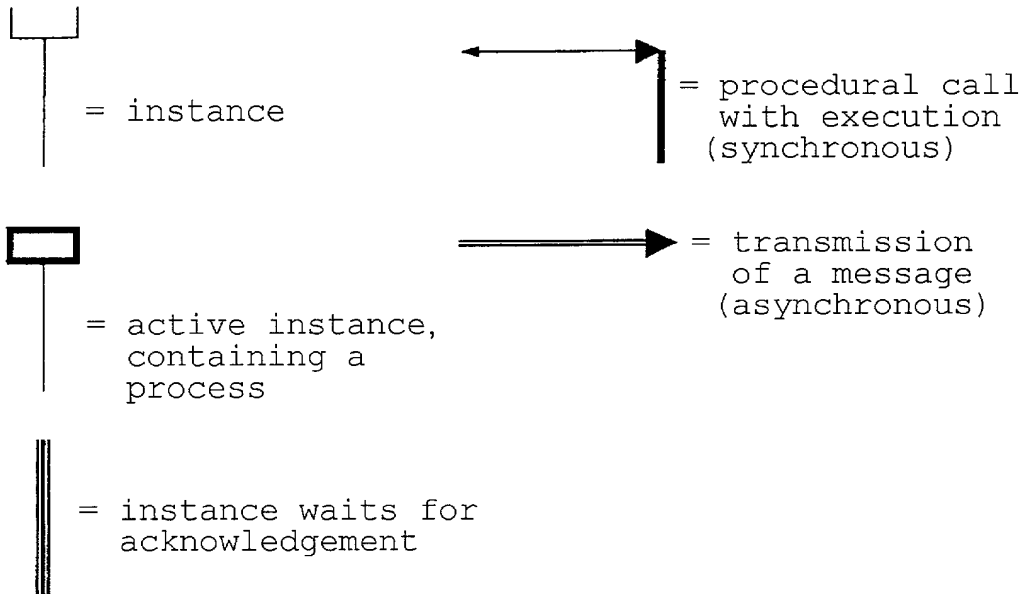 = instance
= procedural call
with execution
(synchronous)
= transmission
of a message
(asynchronous)
= active instance,
containing a
process
= instance waits for
acknowledgement